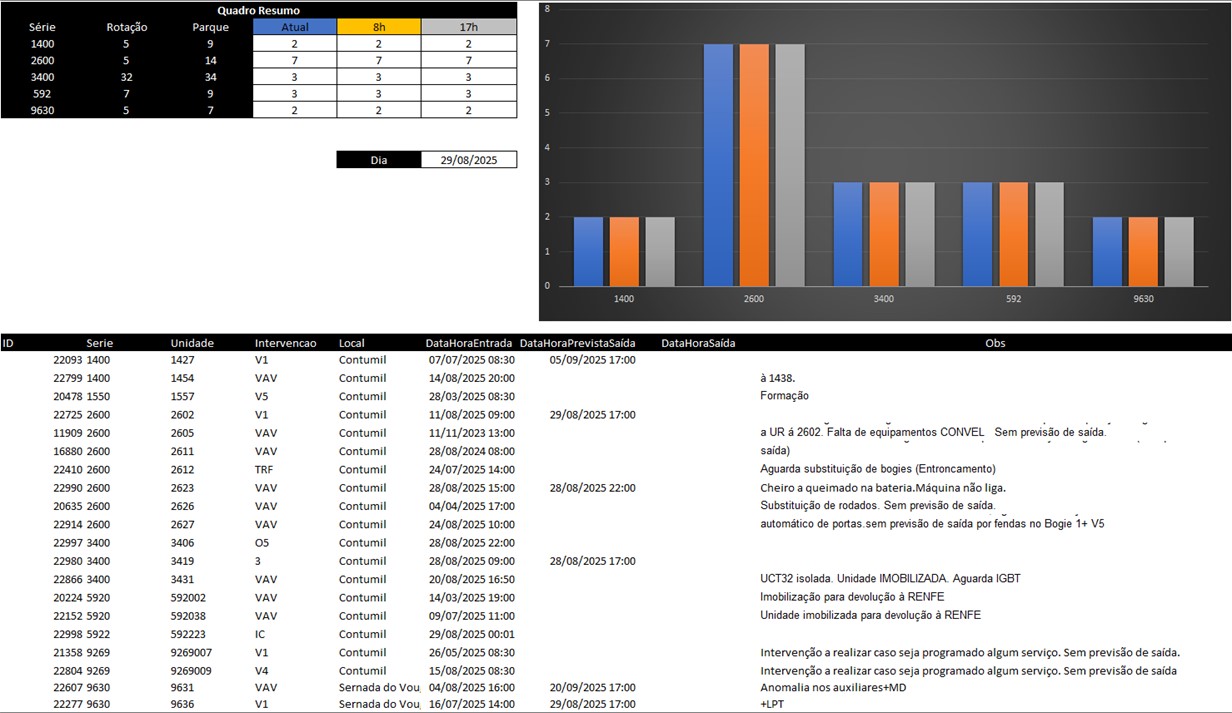 Quadro Resumo
Série Rotação Parque Atual 8h 17h
1400 5 9 2 2 2
2600 5 14 7 7 7
3400 32 34 3 3 3
592 7 9 3 3 3
9630 5 7 2 2 2
Dia 29/08/2025
8
7
6
5
4
3
2
1
0
1400 2600 3400 592 9630
ID Serie Unidade Intervencao Local DataHoraEntrada DataHoraPrevistaSaída DataHoraSaída Obs
22093 1400 1427 V1 Contumil 07/07/2025 08:30 05/09/2025 17:00
22799 1400 1454 VAV Contumil 14/08/2025 20:00 à 1438.
20478 1550 1557 V5 Contumil 28/03/2025 08:30 Formação
22725 2600 2602 V1 Contumil 11/08/2025 09:00 29/08/2025 17:00
11909 2600 2605 VAV Contumil 11/11/2023 13:00 a UR á 2602. Falta de equipamentos CONVEL Sem previsão de saída.
16880 2600 2611 VAV Contumil 28/08/2024 08:00 saída)
22410 2600 2612 TRF Contumil 24/07/2025 14:00 Aguarda substituição de bogies (Entroncamento)
22990 2600 2623 VAV Contumil 28/08/2025 15:00 28/08/2025 22:00 Cheiro a queimado na bateria.Máquina não liga.
20635 2600 2626 VAV Contumil 04/04/2025 17:00 Substituição de rodados. Sem previsão de saída.
22914 2600 2627 VAV Contumil 24/08/2025 10:00 automático de portas.sem previsão de saída por fendas no Bogie 1+ V5
22997 3400 3406 O5 Contumil 28/08/2025 22:00
22980 3400 3419 3 Contumil 28/08/2025 09:00 28/08/2025 17:00
22866 3400 3431 VAV Contumil 20/08/2025 16:50 UCT32 isolada. Unidade IMOBILIZADA. Aguarda IGBT
20224 5920 592002 VAV Contumil 14/03/2025 19:00 Imobilização para devolução à RENFE
22152 5920 592038 VAV Contumil 09/07/2025 11:00 Unidade imobilizada para devolução à RENFE
22998 5922 592223 IC Contumil 29/08/2025 00:01
21358 9269 9269007 V1 Contumil 26/05/2025 08:30 Intervenção a realizar caso seja programado algum serviço. Sem previsão de saída.
22804 9269 9269009 V4 Contumil 15/08/2025 08:30 Intervenção a realizar caso seja programado algum serviço. Sem previsão de saída
22607 9630 9631 VAV Sernada do Vou 04/08/2025 16:00 20/09/2025 17:00 Anomalia nos auxiliares+MD
22277 9630 9636 V1 Sernada do Vou 16/07/2025 14:00 29/08/2025 17:00 +LPT